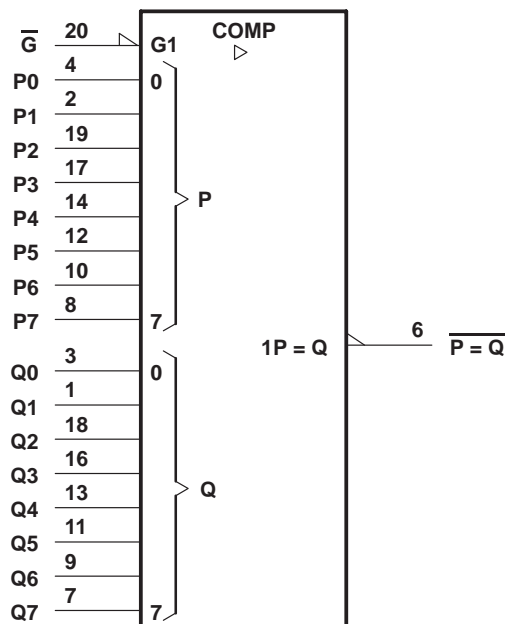 COMP
G 20 G1
P0 4 0
P1 2
P2 19
P3 17
P4 14
P
P5 12
P6 10
P7 8 7
1P = Q 6 P = Q
Q0 3 0
Q1 1
Q2 18
Q3 16
Q4 13
Q
Q5 11
Q6 9
Q7 7 7